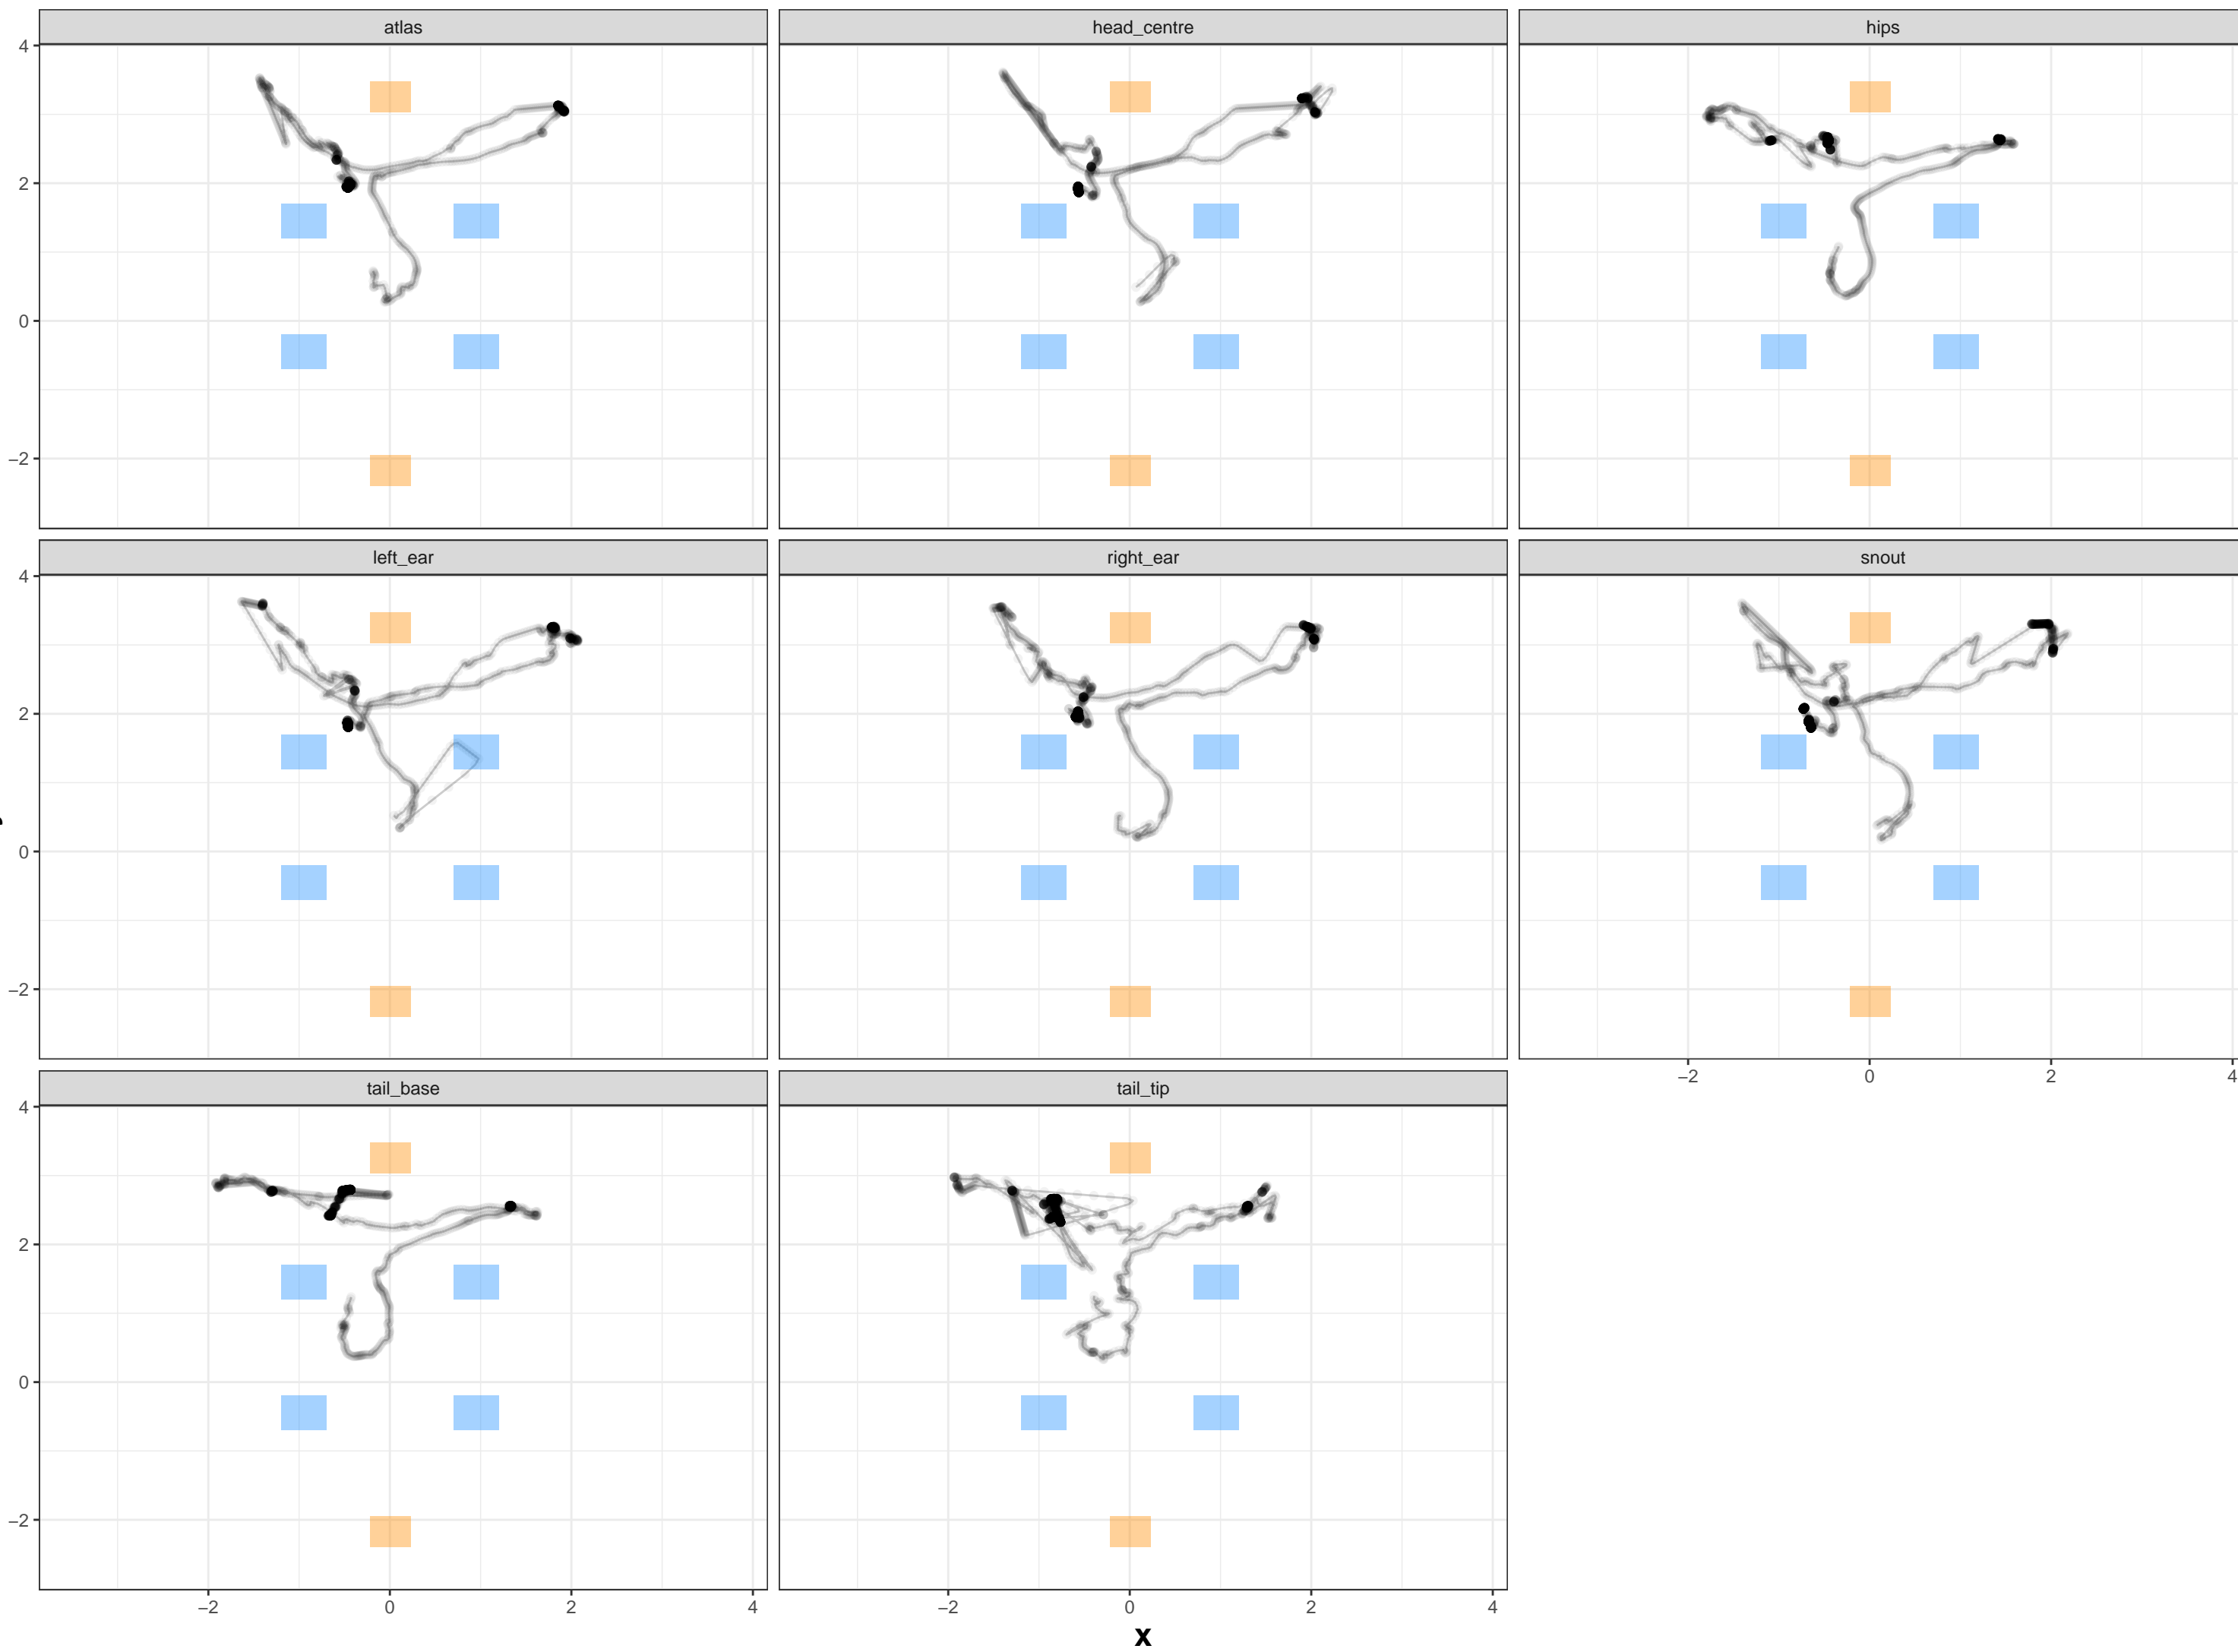 atlas head_centre hips
4
2
0
−2
left_ear right_ear snout
4
2
0
−2
−2 0 2 4
tail_base tail_tip
4
2
0
−2
−2 0 2 4 −2 0 2 4
x